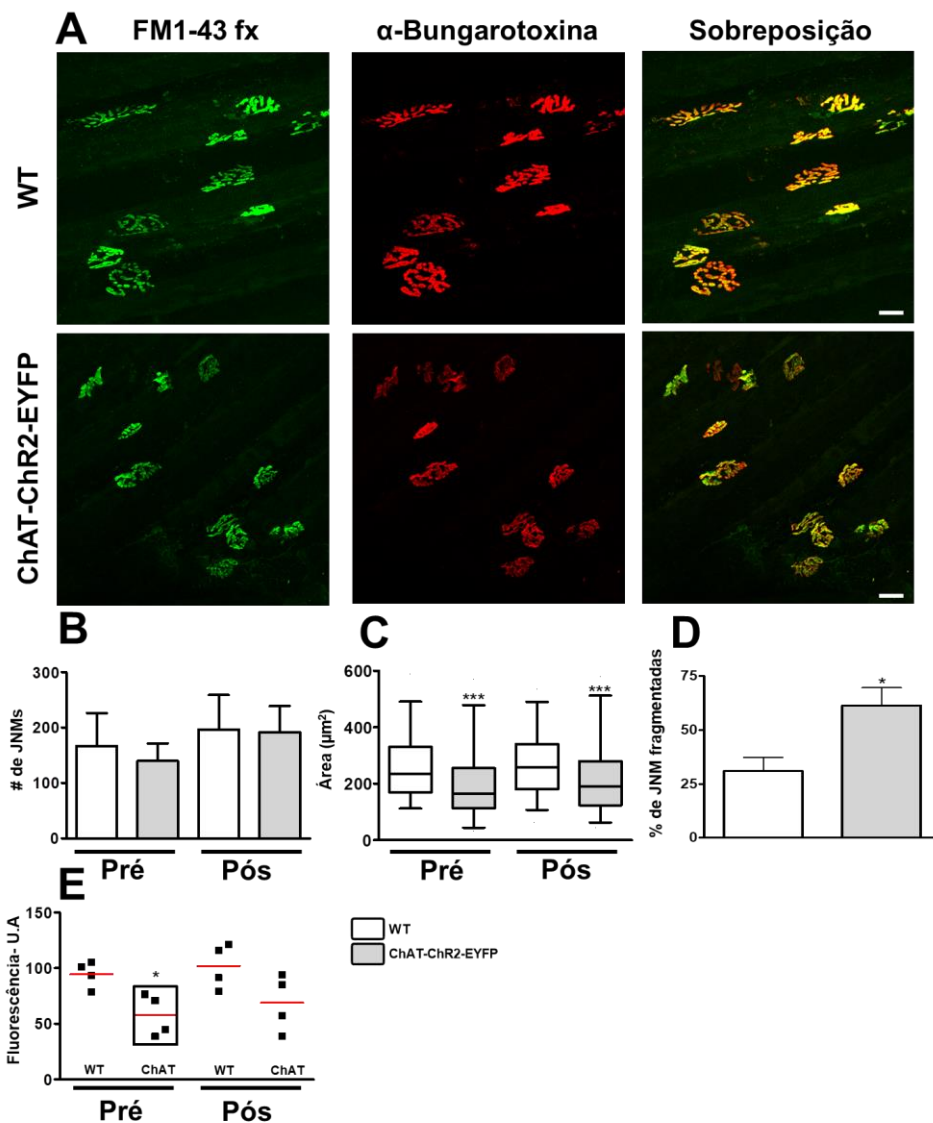 A
FM1-43 fx
α-Bungarotoxina
Sobreposição
WT
ChAT-ChR2-EYFP
B
# de JNMs
300
200
100
0
Pré
Pós
C
Área (µm²)
600
400
200
0
***
***
Pré
Pós
D
% de JNM fragmentadas
75
50
25
0
*
E
Fluorescência- U.A
150
100
50
0
*
WT
ChAT
WT
ChAT
Pré
Pós
WT
ChAT-ChR2-EYFP